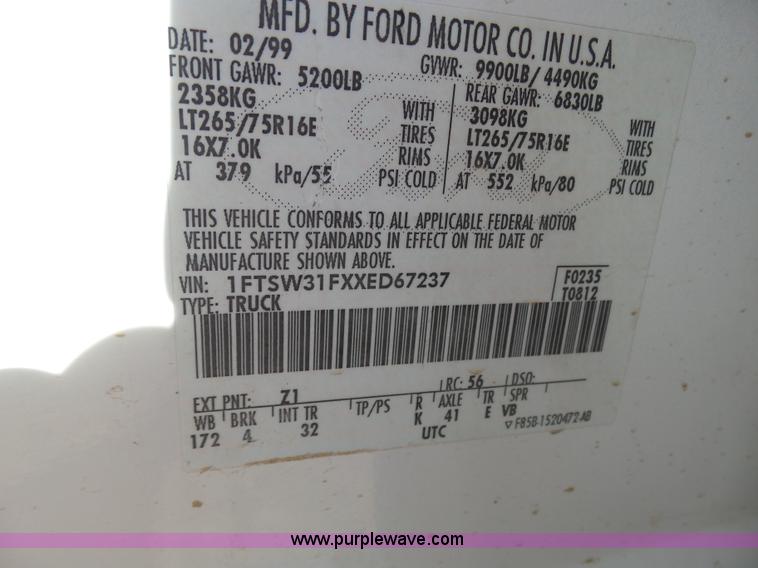 MFD. BY FORD MOTOR CO. IN U.S.A.
DATE: 02/99 GVWR: 9900LB/ 4490KG
FRONT GAWR: 5200LB REAR GAWR: 6830LB
2358KG WITH 3098KG WITH
LT265/75R16E TIRES LT265/75R16E TIRES
16X7.0K RIMS 16X7.0K RIMS
AT 379 kPa/55 PSI COLD AT 552 kPa/80 PSI COLD
THIS VEHICLE CONFORMS TO ALL APPLICABLE FEDERAL MOTOR
VEHICLE SAFETY STANDARDS IN EFFECT ON THE DATE OF
MANUFACTURE SHOWN ABOVE.
VIN: 1FTSW31FXXED67237 F0235
TYPE: TRUCK T0812
EXT PNT: Z1 RC: 56 DSO:
WB BRK INT TR TP/PS R AXLE TR SPR
172 4 32 K 41 E VB
UTC ▽ F85B-1520472-AB
www.purplewave.com